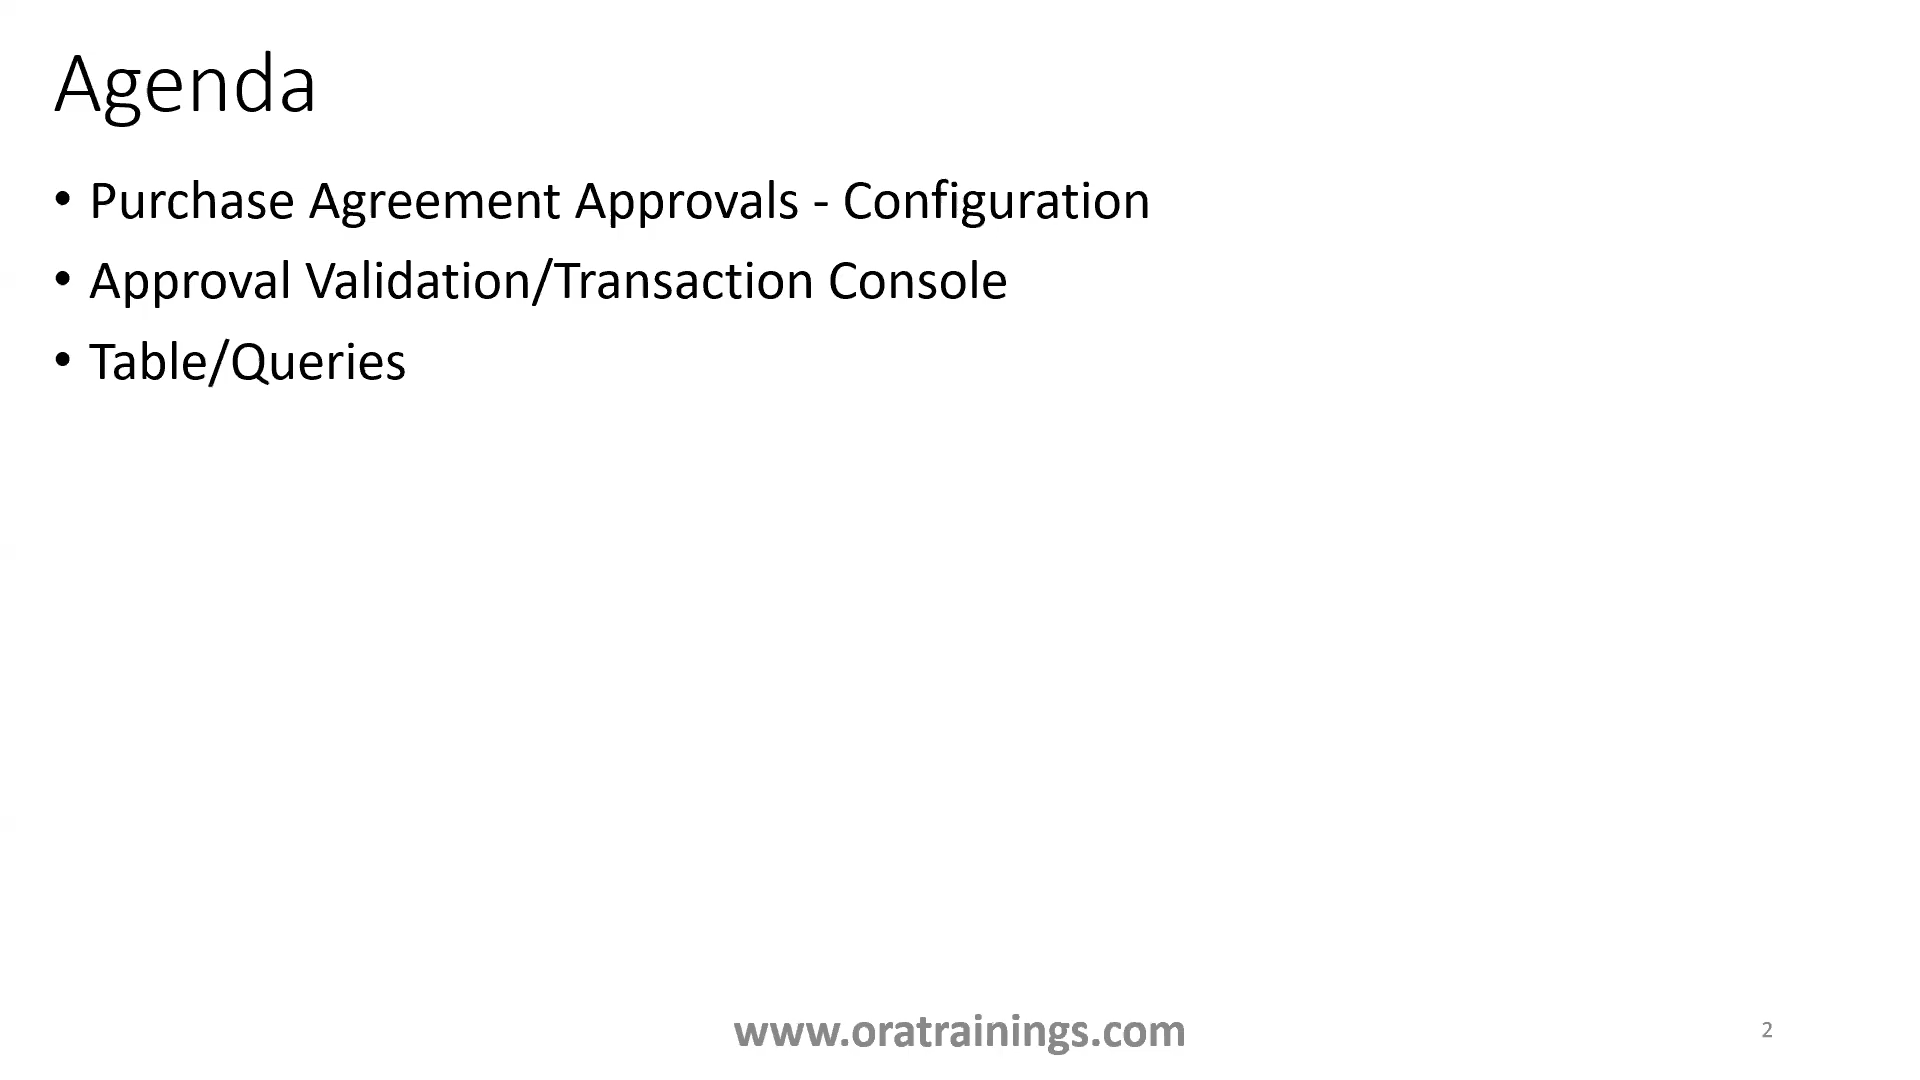 Agenda
• Purchase Agreement Approvals - Configuration
• Approval Validation/Transaction Console
• Table/Queries
www.oratrainings.com
2